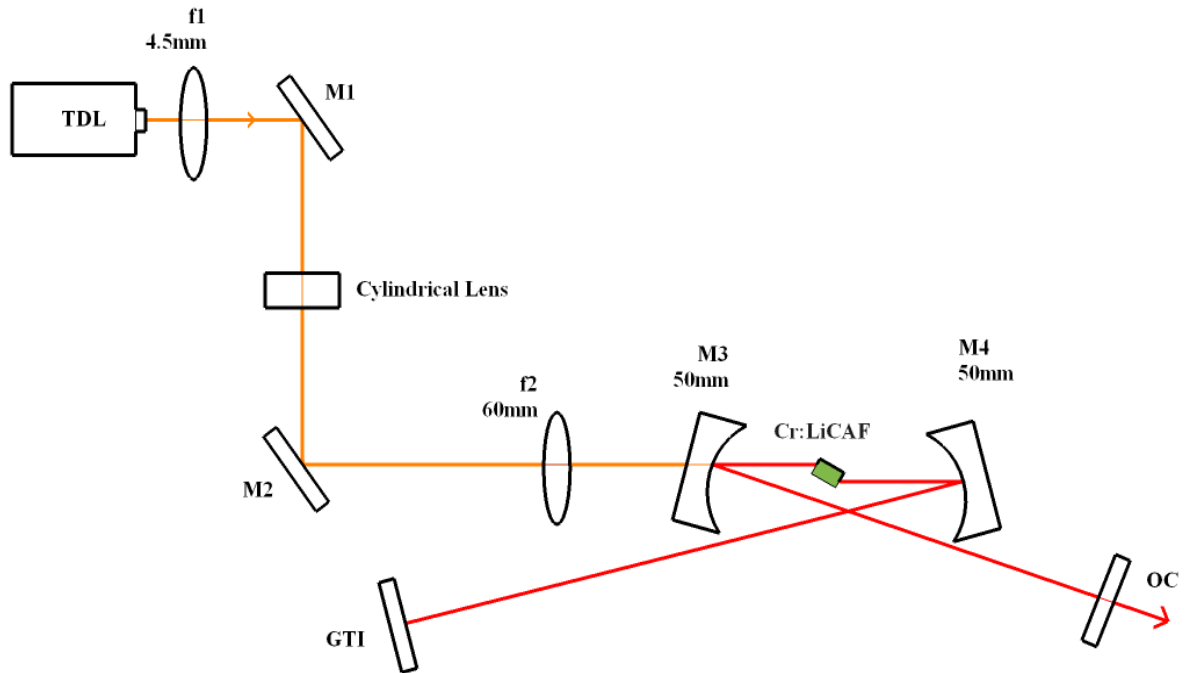 f1
4.5mm
TDL
M1
Cylindrical Lens
M2
f2
60mm
M3
50mm
Cr:LiCAF
M4
50mm
GTI
OC